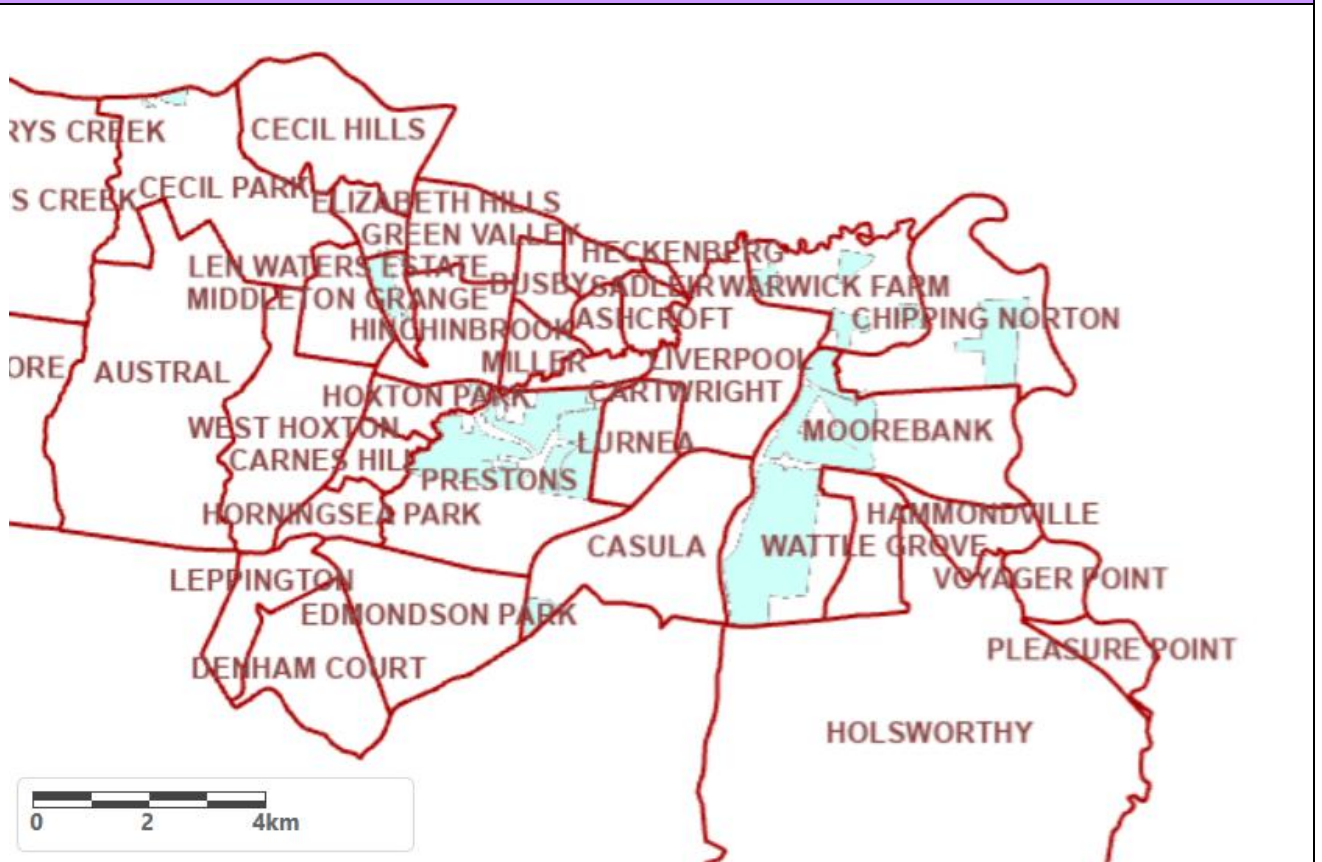 CECIL HILLS
RYS CREEK
CECIL PARK
S CREEK
ELIZABETH HILLS
GREEN VALLEY
HECKENBERG
LEN WATERS ESTATE
BUSBY
SADLEIR
WARWICK FARM
MIDDLETON GRANGE
ASHCROFT
CHIPPING NORTON
HINCHINBROOK
MILLER
LIVERPOOL
ORE
AUSTRAL
HOXTON PARK
CARTWRIGHT
WEST HOXTON
LURNEA
MOOREBANK
CARNES HILL
PRESTONS
HORNINGSEA PARK
HAMMONDVILLE
CASULA
WATTLE GROVE
LEPPINGTON
VOYAGER POINT
EDMONDSON PARK
PLEASURE POINT
DENHAM COURT
HOLSWORTHY
0 2 4km